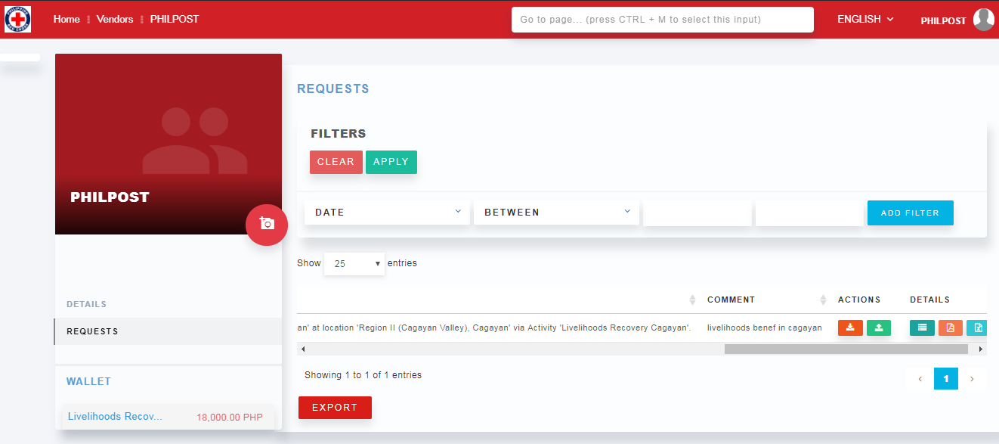 Home Vendors PHILPOST
Go to page... (press CTRL + M to select this input)
ENGLISH
PHILPOST
PHILPOST
DETAILS
REQUESTS
WALLET
Livelihoods Recov... 18,000.00 PHP
REQUESTS
FILTERS
CLEAR APPLY
DATE BETWEEN ADD FILTER
Show 25 entries
COMMENT ACTIONS DETAILS
an' at location 'Region II (Cagayan Valley), Cagayan' via Activity 'Livelihoods Recovery Cagayan'. livelihoods benef in cagayan
Showing 1 to 1 of 1 entries
1
EXPORT